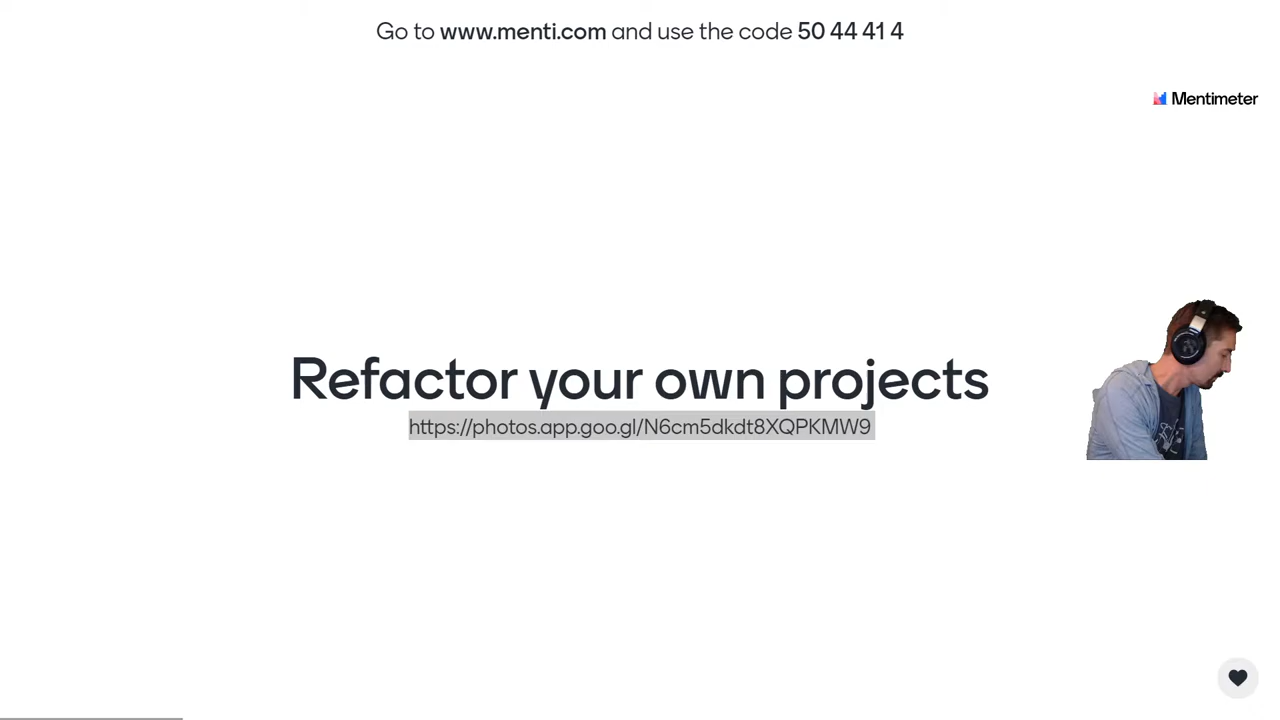 Go to www.menti.com and use the code 50 44 41 4
Mentimeter
Refactor your own projects
https://photos.app.goo.gl/N6cm5dkdt8XQPKMW9